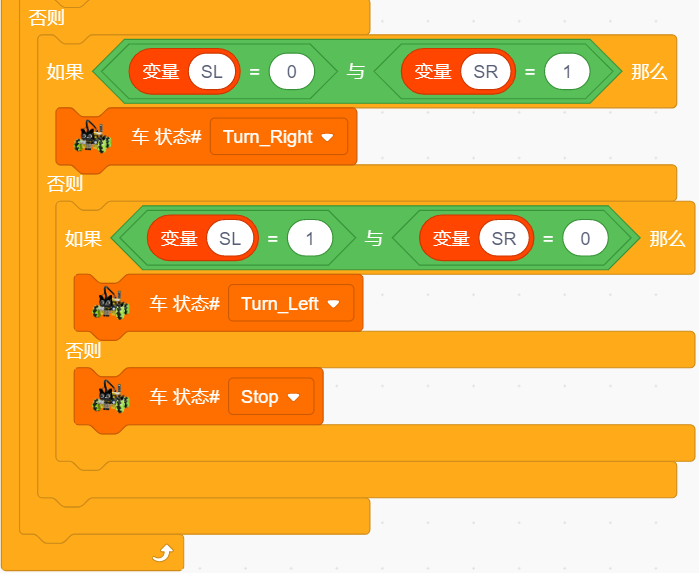 否则
如果 变量 SL = 0 与 变量 SR = 1 那么
车 状态# Turn_Right
否则
如果 变量 SL = 1 与 变量 SR = 0 那么
车 状态# Turn_Left
否则
车 状态# Stop